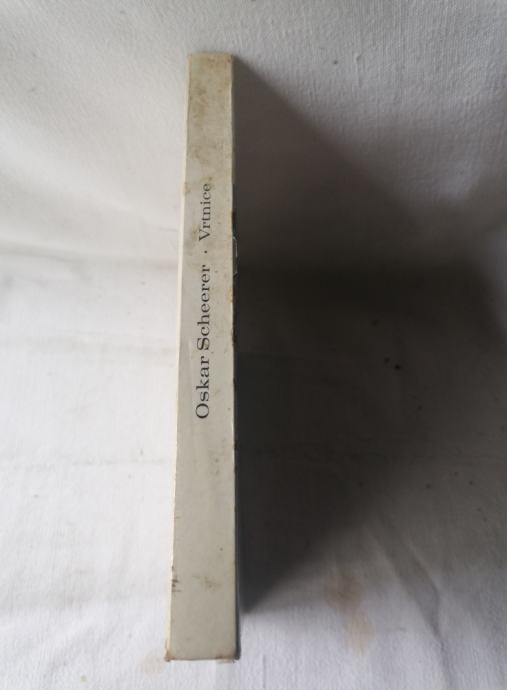 Oskar Scheerer · Vrtnice